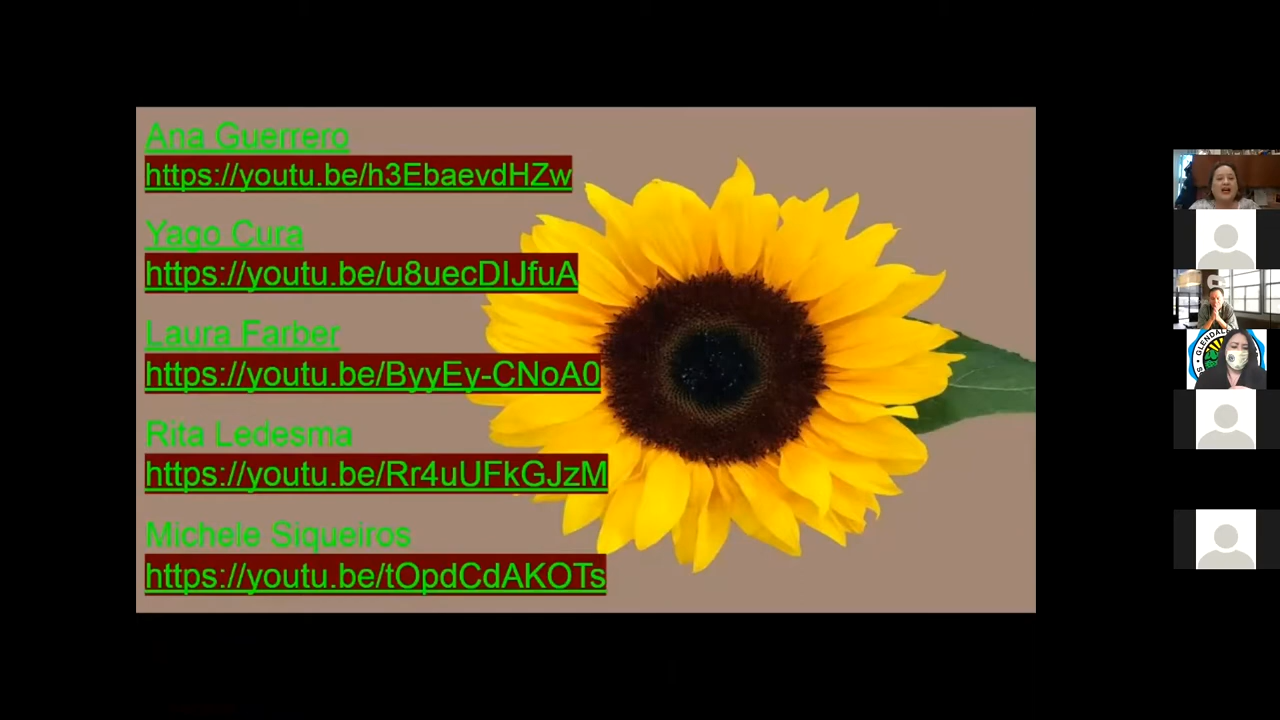 Ana Guerrero
https://youtu.be/h3EbaevdHZw
Yago Cura
https://youtu.be/u8uecDIJfuA
Laura Farber
https://youtu.be/ByyEy-CNoA0
Rita Ledesma
https://youtu.be/Rr4uUFkGJzM
Michele Siqueiros
https://youtu.be/tOpdCdAKOTs
GLENDALE